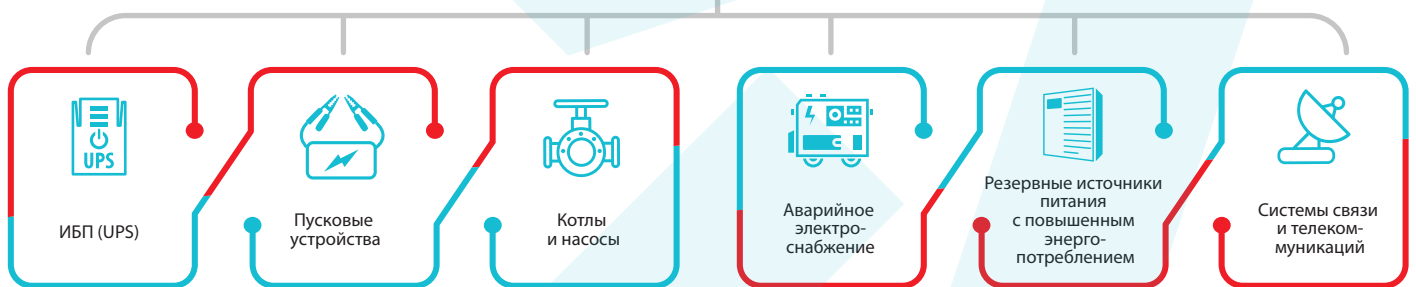 UPS
ИБП (UPS)
Пусковые
устройства
Котлы
и насосы
Аварийное
электро-
снабжение
Резервные источники
питания
с повышенным
энерго-
потреблением
Системы связи
и телеком-
муникаций